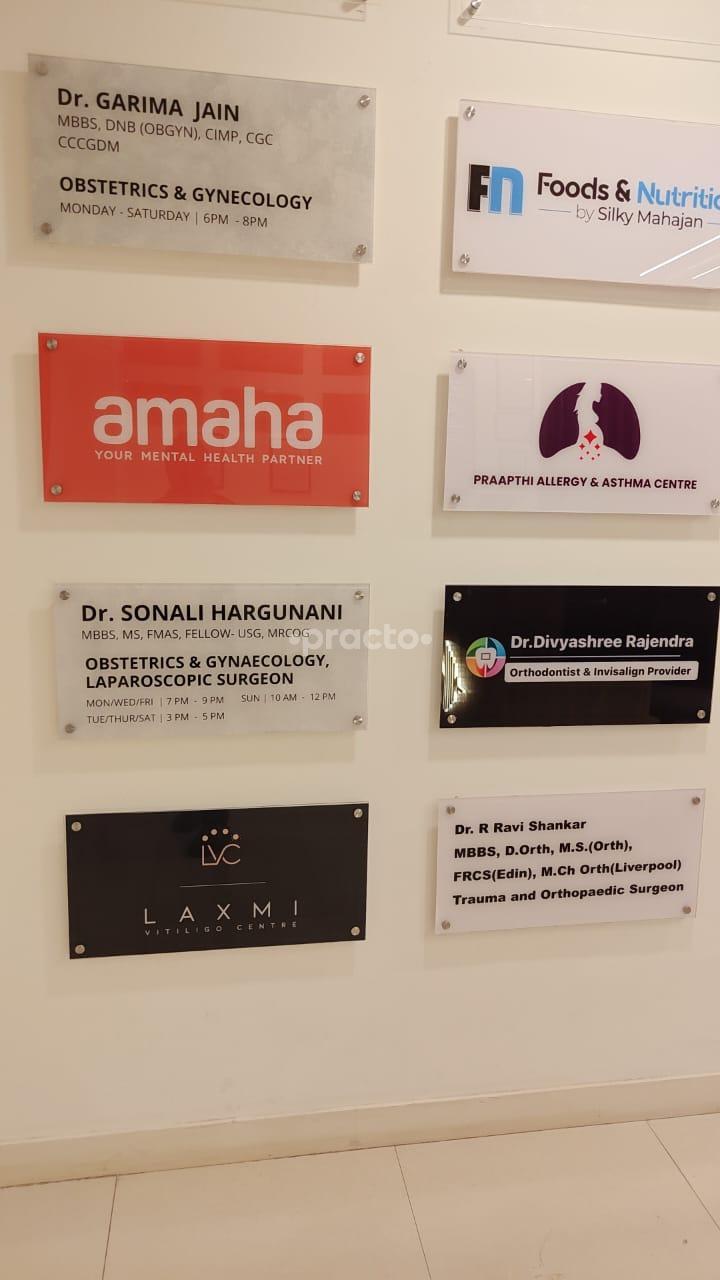 Dr. GARIMA JAIN
MBBS, DNB (OBGYN), CIMP, CGC
CCCGDM
OBSTETRICS & GYNECOLOGY
MONDAY - SATURDAY | 6PM - 8PM
FN
Foods & Nutritio
by Silky Mahajan
amaha
YOUR MENTAL HEALTH PARTNER
PRAAPTHI ALLERGY & ASTHMA CENTRE
Dr. SONALI HARGUNANI
MBBS, MS, FMAS, FELLOW- USG, MRCOG
OBSTETRICS & GYNAECOLOGY,
LAPAROSCOPIC SURGEON
MON/WED/FRI | 7 PM - 9 PM SUN | 10 AM - 12 PM
TUE/THUR/SAT | 3 PM - 5 PM
•practo•
Dr.Divyashree Rajendra
Orthodontist & Invisalign Provider
LVC
LAXMI
VITILIGO CENTRE
Dr. R Ravi Shankar
MBBS, D.Orth, M.S.(Orth),
FRCS(Edin), M.Ch Orth(Liverpool)
Trauma and Orthopaedic Surgeon